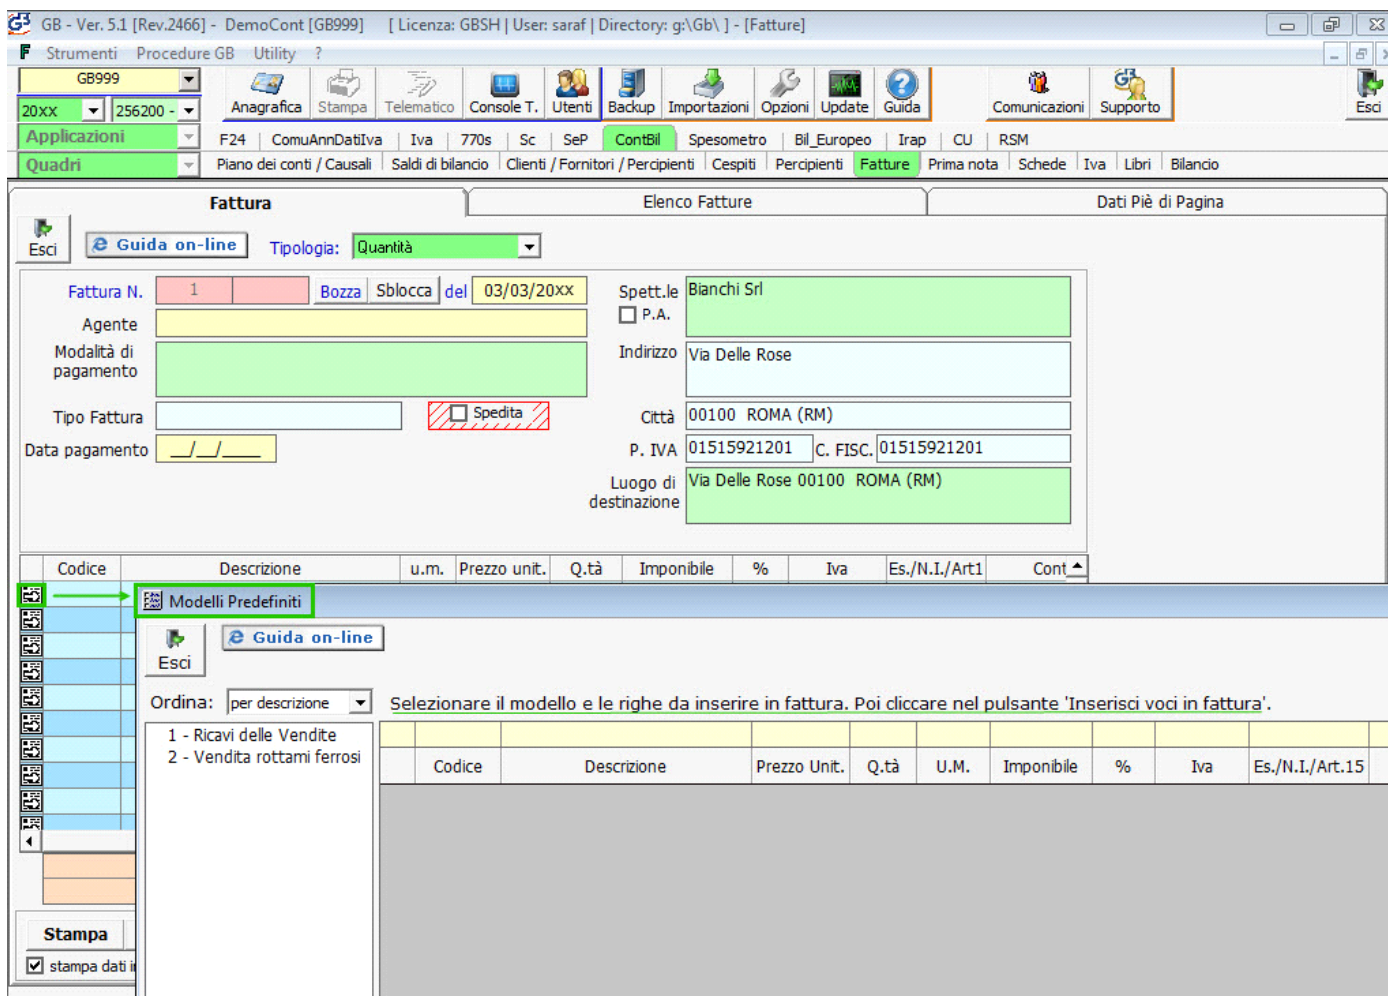 GB - Ver. 5.1 [Rev.2466] - DemoCont [GB999] [ Licenza: GBSH | User: saraf | Directory: g:\Gb\ ] - [Fatture]
Strumenti Procedure GB Utility ?
GB999
20XX 256200 -
Anagrafica Stampa Telematico Console T. Utenti Backup Importazioni Opzioni Update Guida Comunicazioni Supporto Esci
Applicazioni F24 ComuAnnDatiIva Iva 770s Sc SeP ContBil Spesometro Bil_Europeo Irap CU RSM
Quadri Piano dei conti / Causali Saldi di bilancio Clienti / Fornitori / Percipienti Cespiti Percipienti Fatture Prima nota Schede Iva Libri Bilancio
Fattura Elenco Fatture Dati Piè di Pagina
Esci Guida on-line Tipologia: Quantità
Fattura N. 1 Bozza Sblocca del 03/03/20xx Spett.le Bianchi Srl
P.A.
Agente
Modalità di pagamento Indirizzo Via Delle Rose
Tipo Fattura Spedita Città 00100 ROMA (RM)
Data pagamento __/__/____ P. IVA 01515921201 C. FISC. 01515921201
Luogo di destinazione Via Delle Rose 00100 ROMA (RM)
Codice Descrizione u.m. Prezzo unit. Q.tà Imponibile % Iva Es./N.I./Art1 Cont
Modelli Predefiniti
Esci Guida on-line
Ordina: per descrizione Selezionare il modello e le righe da inserire in fattura. Poi cliccare nel pulsante 'Inserisci voci in fattura'.
1 - Ricavi delle Vendite
2 - Vendita rottami ferrosi
Codice Descrizione Prezzo Unit. Q.tà U.M. Imponibile % Iva Es./N.I./Art.15
Stampa
stampa dati i